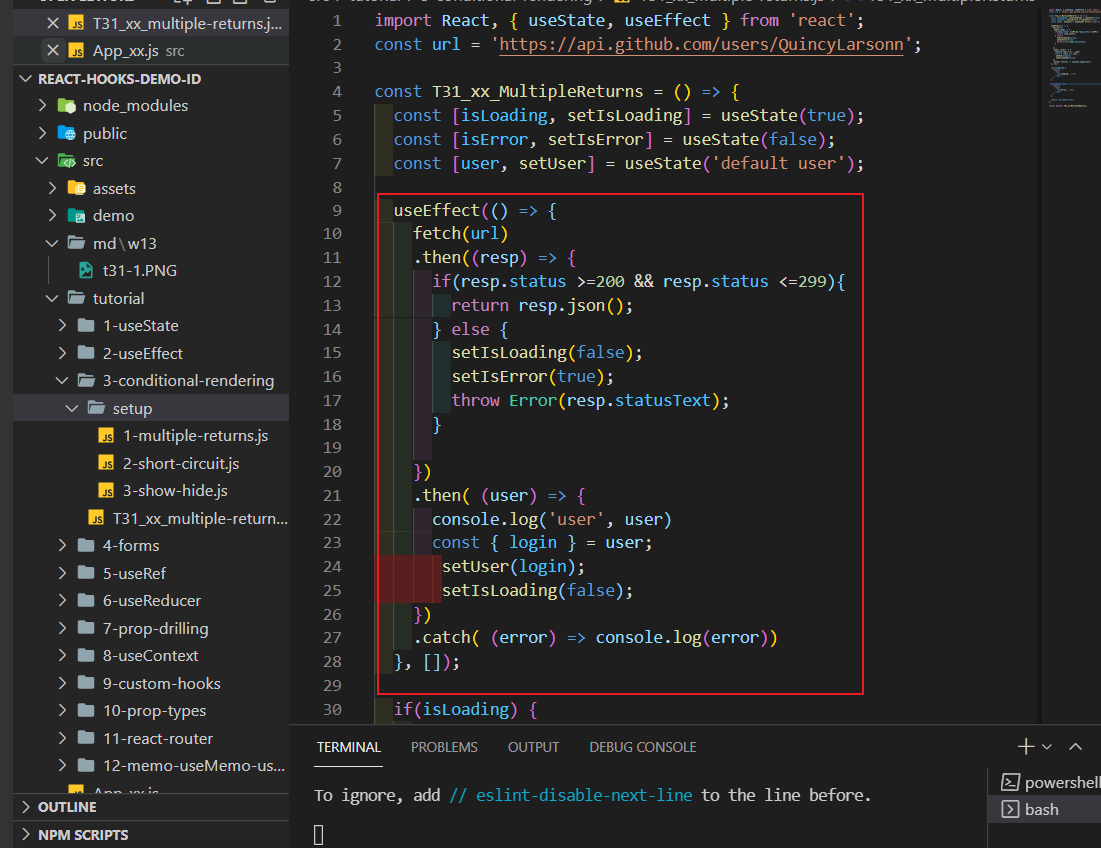 T31_xx_multiple-returns.j...
App_xx.js src
REACT-HOOKS-DEMO-ID
node_modules
public
src
assets
demo
md\w13
t31-1.PNG
tutorial
1-useState
2-useEffect
3-conditional-rendering
setup
1-multiple-returns.js
2-short-circuit.js
3-show-hide.js
T31_xx_multiple-return...
4-forms
5-useRef
6-useReducer
7-prop-drilling
8-useContext
9-custom-hooks
10-prop-types
11-react-router
12-memo-useMemo-us...
App_xx.js
OUTLINE
NPM SCRIPTS
1 import React, { useState, useEffect } from 'react';
2 const url = 'https://api.github.com/users/QuincyLarsonn';
3
4 const T31_xx_MultipleReturns = () => {
5 const [isLoading, setIsLoading] = useState(true);
6 const [isError, setIsError] = useState(false);
7 const [user, setUser] = useState('default user');
8
9 useEffect(() => {
10 fetch(url)
11 .then((resp) => {
12 if(resp.status >=200 && resp.status <=299){
13 return resp.json();
14 } else {
15 setIsLoading(false);
16 setIsError(true);
17 throw Error(resp.statusText);
18 }
19
20 })
21 .then( (user) => {
22 console.log('user', user)
23 const { login } = user;
24 setUser(login);
25 setIsLoading(false);
26 })
27 .catch( (error) => console.log(error))
28 }, []);
29
30 if(isLoading) {
TERMINAL PROBLEMS OUTPUT DEBUG CONSOLE
To ignore, add // eslint-disable-next-line to the line before.
powershell
bash